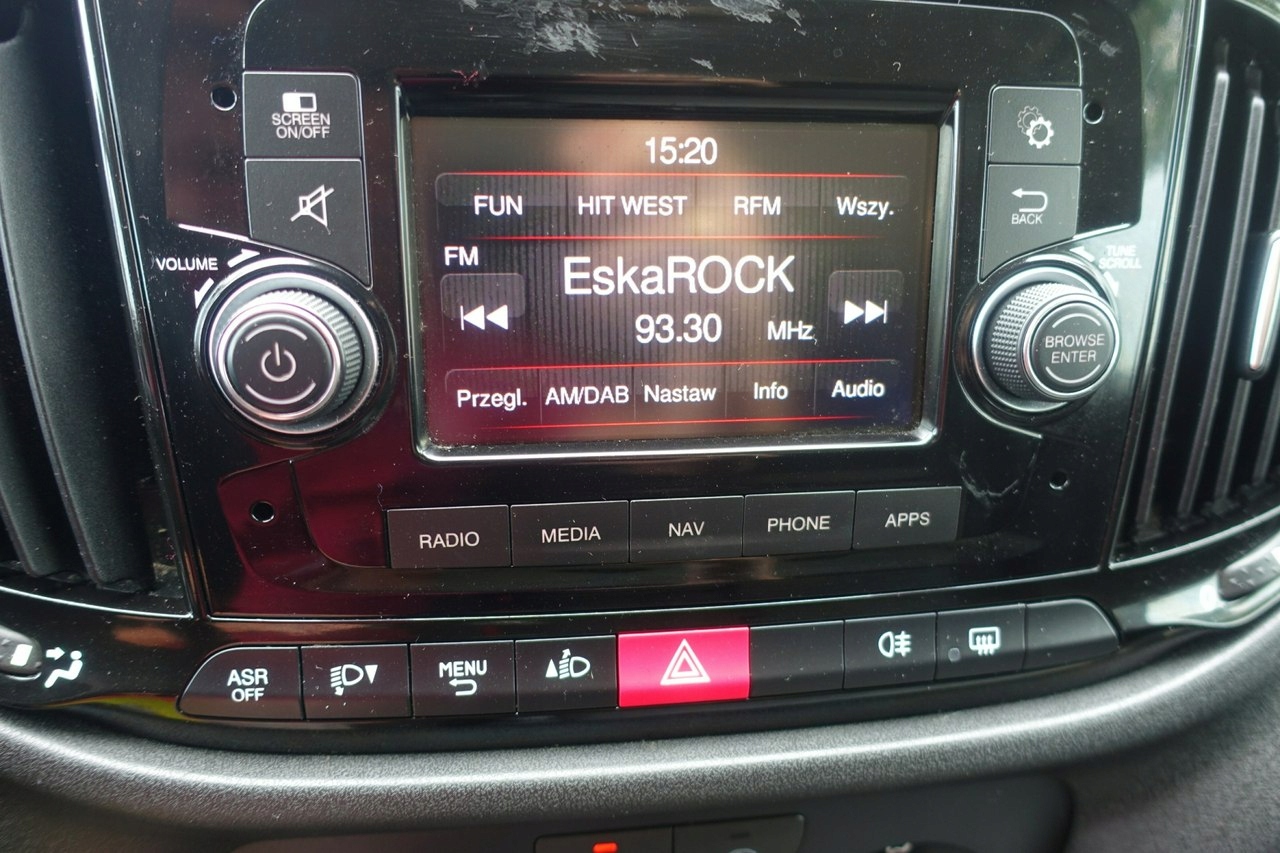 SCREEN
ON/OFF
15:20
FUN HIT WEST RFM Wszy.
BACK
VOLUME
TUNE
SCROLL
FM
EskaROCK
93.30 MHz
BROWSE
ENTER
Przegl. AM/DAB Nastaw Info Audio
RADIO MEDIA NAV PHONE APPS
ASR
OFF
MENU